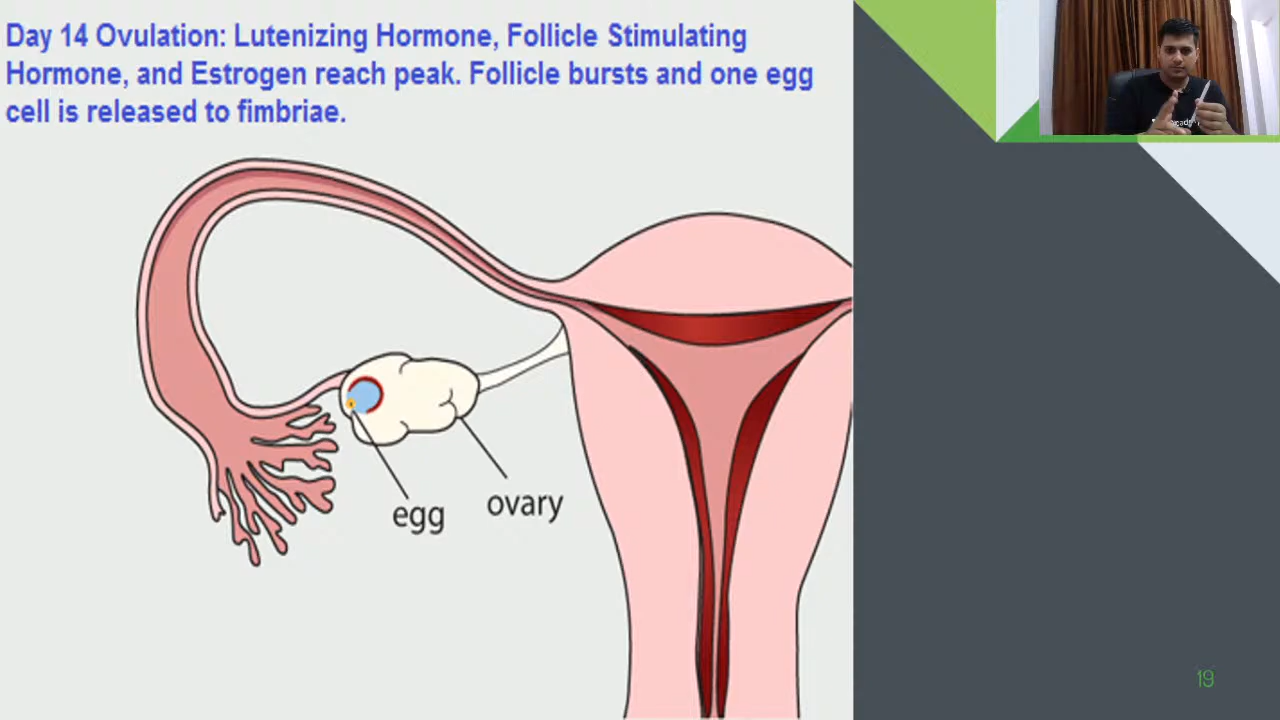 Day 14 Ovulation: Lutenizing Hormone, Follicle Stimulating
Hormone, and Estrogen reach peak. Follicle bursts and one egg
cell is released to fimbriae.
egg
ovary
19